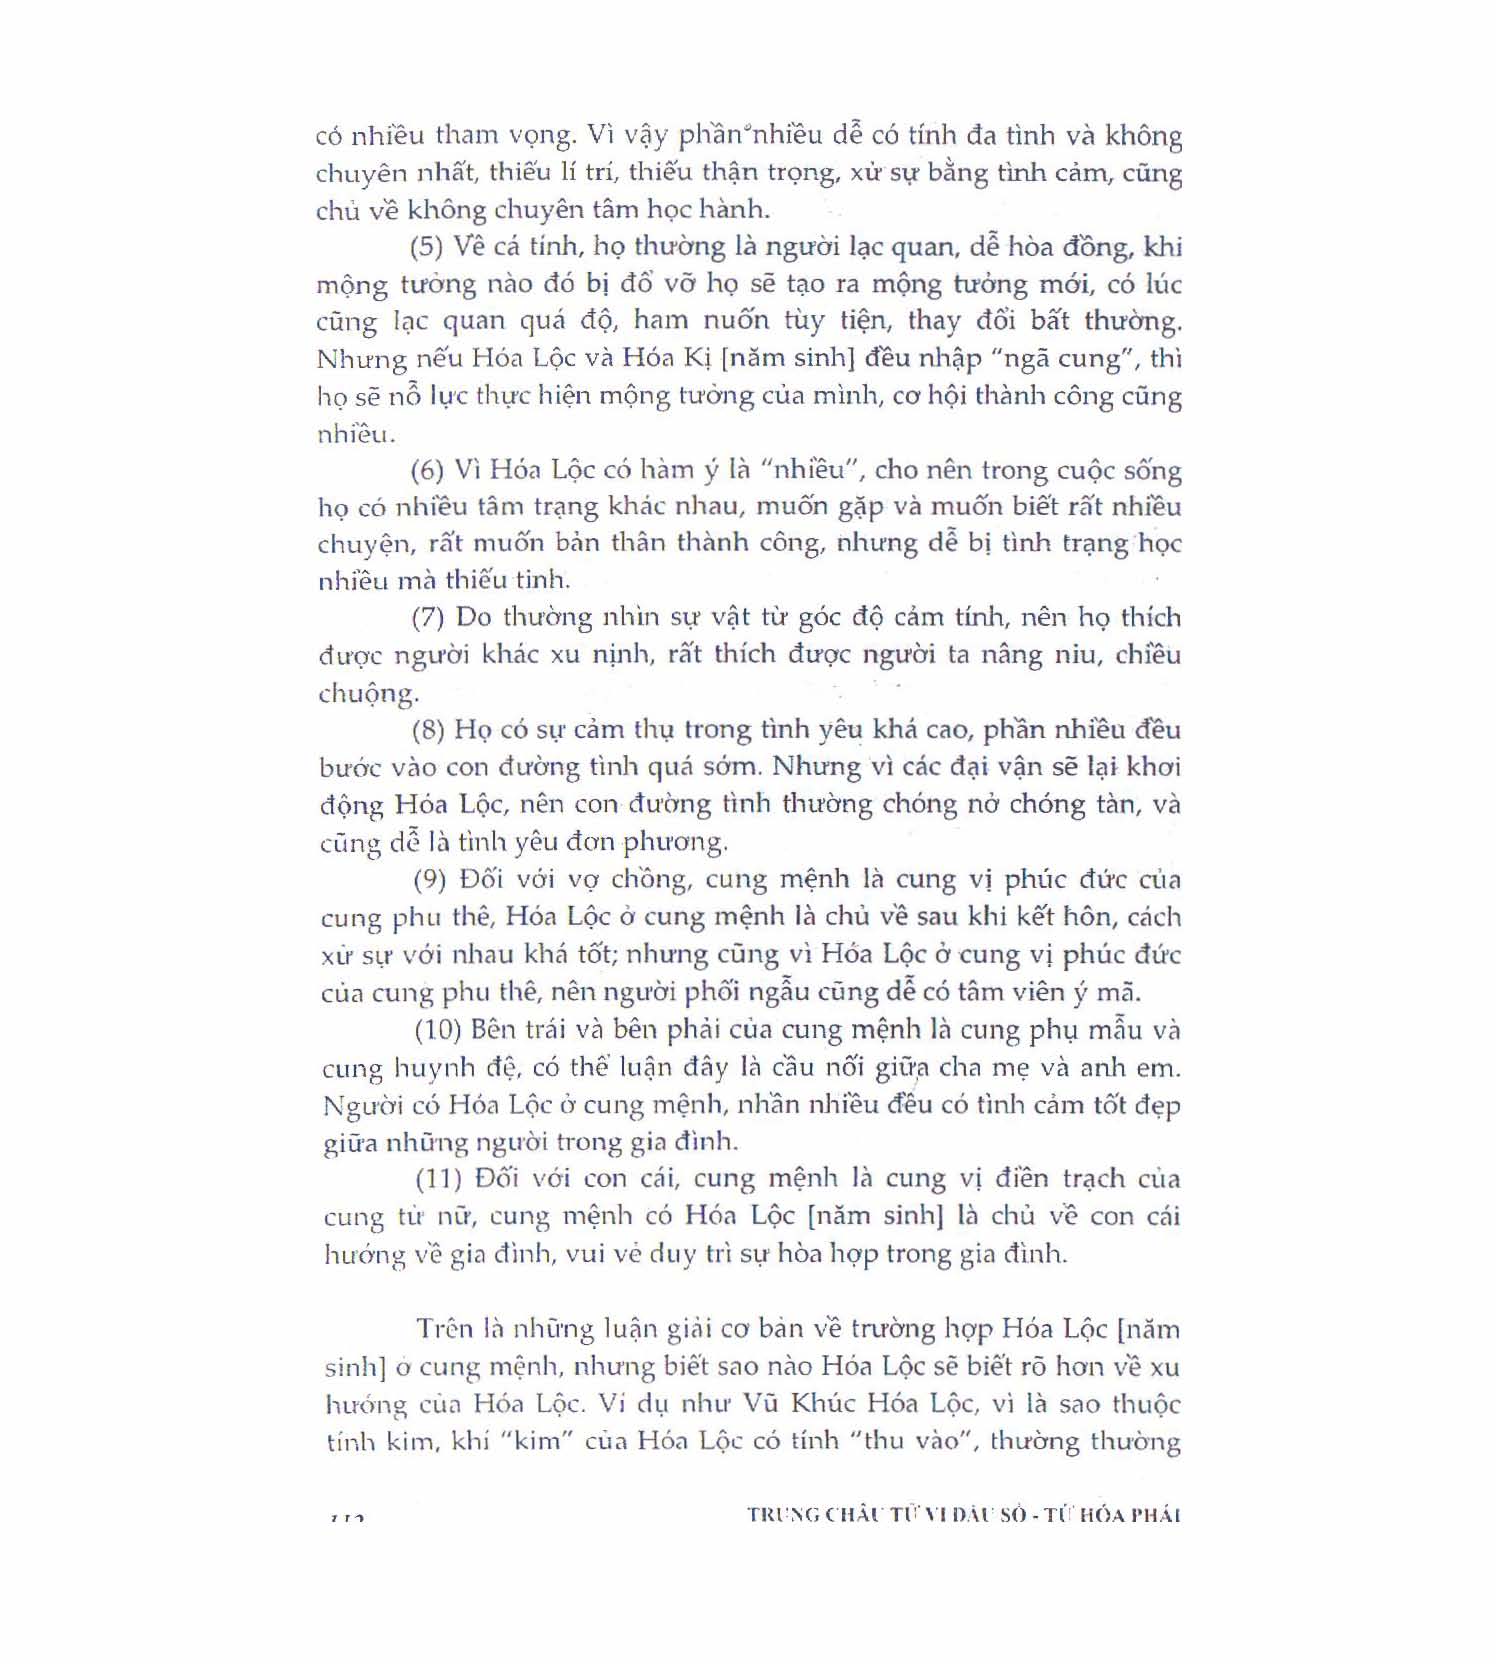 có nhiều tham vọng. Vì vậy phần nhiều dễ có tính đa tình và không
chuyên nhất, thiếu lí trí, thiếu thận trọng, xử sự bằng tình cảm, cũng
chủ về không chuyên tâm học hành.
(5) Về cá tính, họ thường là người lạc quan, dễ hòa đồng, khi
mộng tưởng nào đó bị đổ vỡ họ sẽ tạo ra mộng tưởng mới, có lúc
cũng lạc quan quá độ, ham nuốn tùy tiện, thay đổi bất thường.
Nhưng nếu Hóa Lộc và Hóa Kị [năm sinh] đều nhập “ngã cung”, thì
họ sẽ nỗ lực thực hiện mộng tưởng của mình, cơ hội thành công cũng
nhiều.
(6) Vì Hóa Lộc có hàm ý là “nhiều”, cho nên trong cuộc sống
họ có nhiều tâm trạng khác nhau, muốn gặp và muốn biết rất nhiều
chuyện, rất muốn bản thân thành công, nhưng dễ bị tình trạng học
nhiều mà thiếu tinh.
(7) Do thường nhìn sự vật từ góc độ cảm tính, nên họ thích
được người khác xu nịnh, rất thích được người ta nâng niu, chiều
chuộng.
(8) Họ có sự cảm thụ trong tình yêu khá cao, phần nhiều đều
bước vào con đường tình quá sớm. Nhưng vì các đại vận sẽ lại khơi
động Hóa Lộc, nên con đường tình thường chóng nở chóng tàn, và
cũng dễ là tình yêu đơn phương.
(9) Đối với vợ chồng, cung mệnh là cung vị phúc đức của
cung phu thê, Hóa Lộc ở cung mệnh là chủ về sau khi kết hôn, cách
xử sự với nhau khá tốt; nhưng cũng vì Hóa Lộc ở cung vị phúc đức
của cung phu thê, nên người phối ngẫu cũng dễ có tâm viên ý mã.
(10) Bên trái và bên phải của cung mệnh là cung phụ mẫu và
cung huynh đệ, có thể luận đây là cầu nối giữa cha mẹ và anh em.
Người có Hóa Lộc ở cung mệnh, nhần nhiều đều có tình cảm tốt đẹp
giữa những người trong gia đình.
(11) Đối với con cái, cung mệnh là cung vị điền trạch của
cung tử nữ, cung mệnh có Hóa Lộc [năm sinh] là chủ về con cái
hướng về gia đình, vui vẻ duy trì sự hòa hợp trong gia đình.
Trên là những luận giải cơ bản về trường hợp Hóa Lộc [năm
sinh] ở cung mệnh, nhưng biết sao nào Hóa Lộc sẽ biết rõ hơn về xu
hướng của Hóa Lộc. Ví dụ như Vũ Khúc Hóa Lộc, vì là sao thuộc
tính kim, khí “kim” của Hóa Lộc có tính “thu vào”, thường thường
TRUNG CHÂU TỬ VI ĐẨU SỐ - TỨ HÓA PHÁI